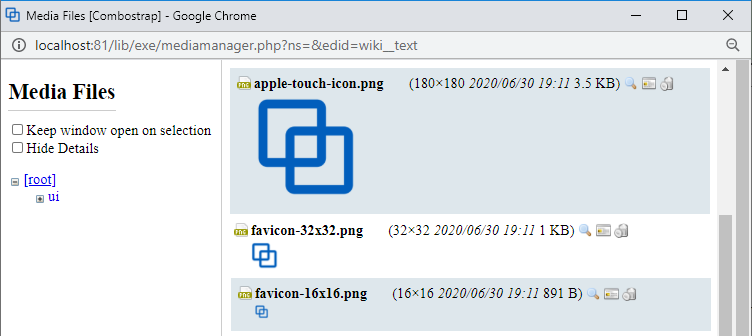 Media Files [Combostrap] - Google Chrome
localhost:81/lib/exe/mediamanager.php?ns=&edid=wiki__text
Media Files
Keep window open on selection
Hide Details
[root]
ui
apple-touch-icon.png (180×180 2020/06/30 19:11 3.5 KB)
favicon-32x32.png (32×32 2020/06/30 19:11 1 KB)
favicon-16x16.png (16×16 2020/06/30 19:11 891 B)